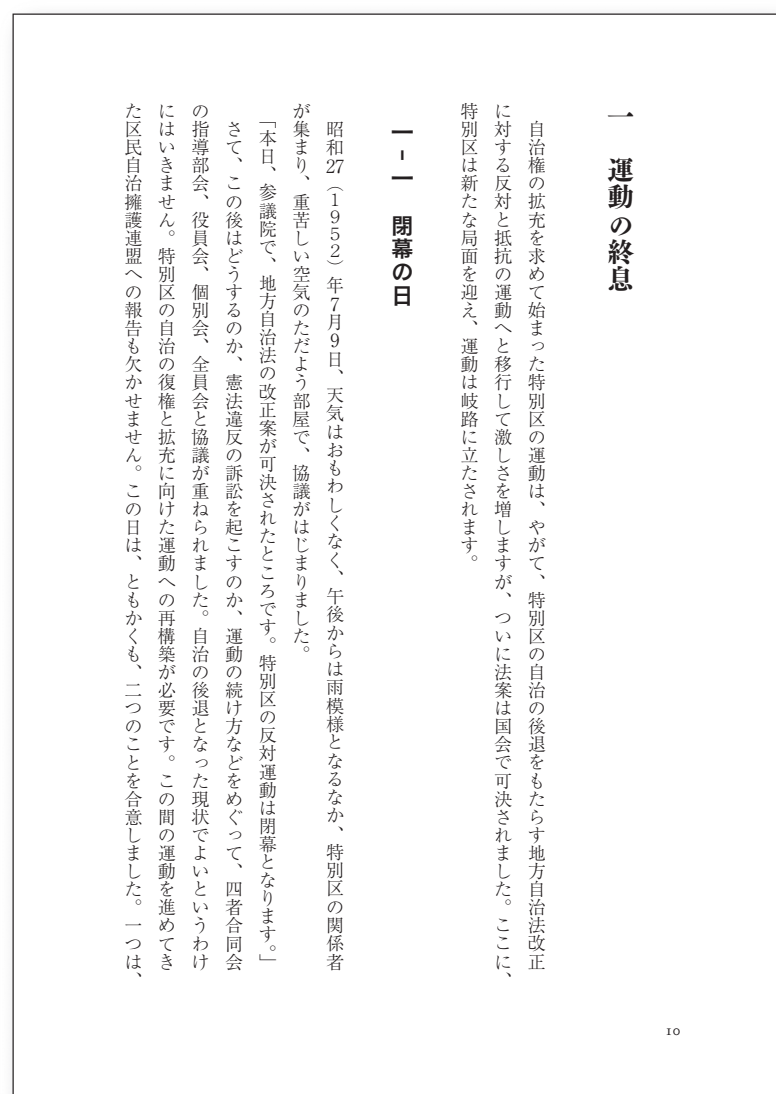 一　運動の終息
自治権の拡充を求めて始まった特別区の運動は、やがて、特別区の自治の後退をもたらす地方自治法改正
に対する反対と抵抗の運動へと移行して激しさを増しますが、ついに法案は国会で可決されました。ここに、
特別区は新たな局面を迎え、運動は岐路に立たされます。
一-一　閉幕の日
昭和27（1952）年7月9日、天気はおもわしくなく、午後からは雨模様となるなか、特別区の関係者
が集まり、重苦しい空気のただよう部屋で、協議がはじまりました。
「本日、参議院で、地方自治法の改正案が可決されたところです。特別区の反対運動は閉幕となります。」
さて、この後はどうするのか、憲法違反の訴訟を起こすのか、運動の続け方などをめぐって、四者合同会
の指導部会、役員会、個別会、全員会と協議が重ねられました。自治の後退となった現状でよいというわけ
にはいきません。特別区の自治の復権と拡充に向けた運動への再構築が必要です。この間の運動を進めてき
た区民自治擁護連盟への報告も欠かせません。この日は、ともかくも、二つのことを合意しました。一つは、
10